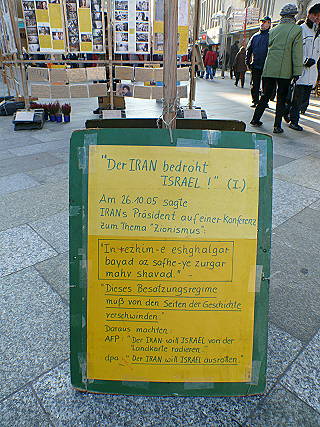 "Der IRAN bedroht
ISRAEL !" (I.)
Am 26.10.05 sagte
IRANs Präsident auf einer Konferenz
zum Thema "Zionismus":
"In rezhim-e eshghalgar
bayad az safhe-ye zurgar
mahv shavad." -
"Dieses Besatzungsregime
muß von den Seiten der Geschichte
verschwinden."
Daraus machten:
AFP: "Der IRAN will ISRAEL von der
Landkarte radieren."
dpa: "Der IRAN will ISRAEL ausrotten."